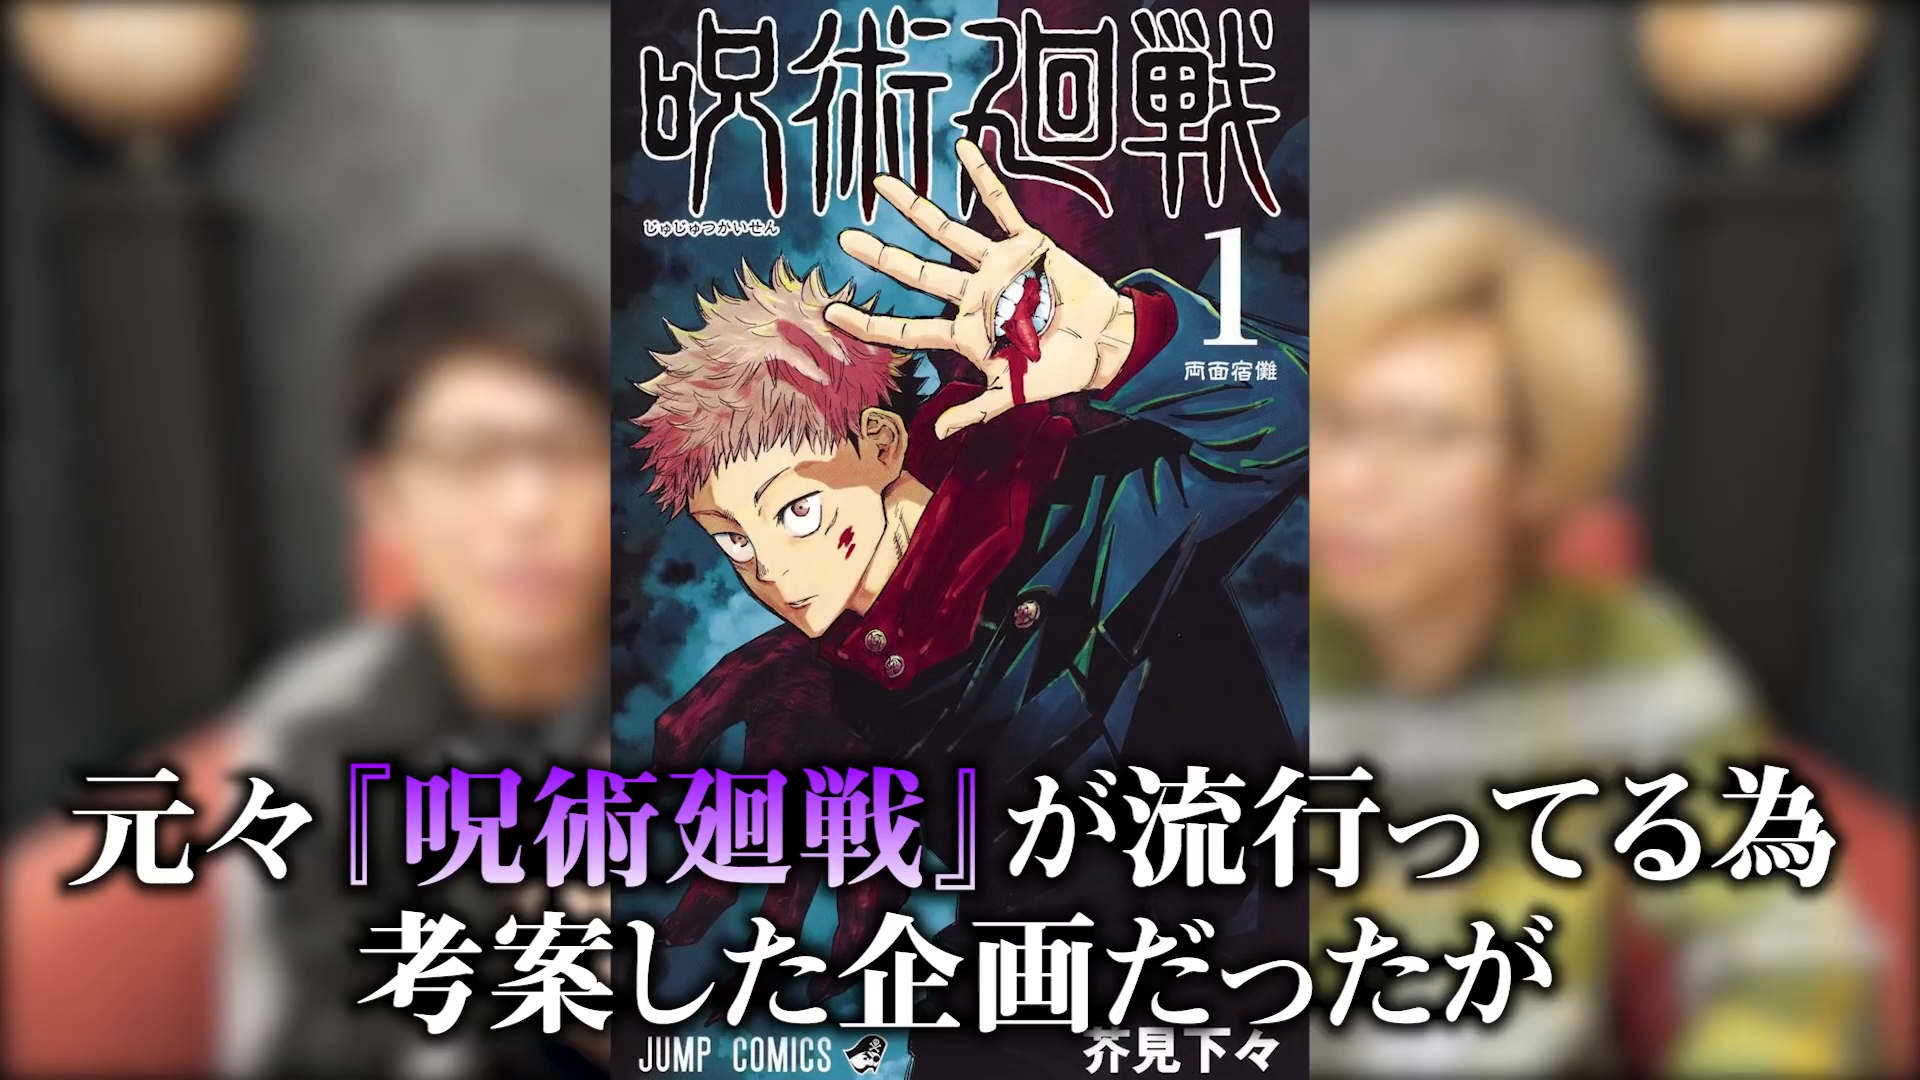 呪術廻戦
じゅじゅつかいせん
1
両面宿儺
元々『呪術廻戦』が流行ってる為
考案した企画だったが
JUMP COMICS
芥見下々